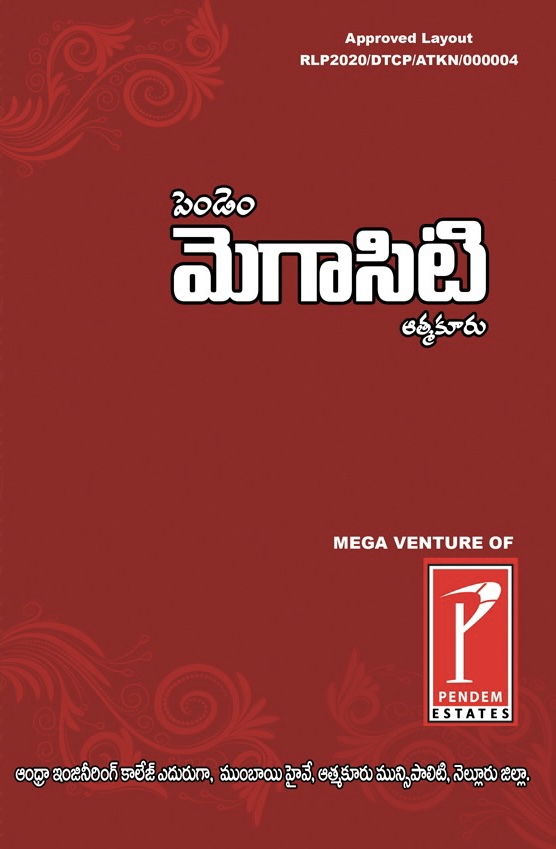 Approved Layout
RLP2020/DTCP/ATKN/000004
పెండెం
మెగాసిటి
ఆత్మకూరు
MEGA VENTURE OF
PENDEM
ESTATES
ఆంధ్రా ఇంజినీరింగ్ కాలేజ్ ఎదురుగా, ముంబాయి హైవే, ఆత్మకూరు మున్సిపాలిటి, నెల్లూరు జిల్లా.